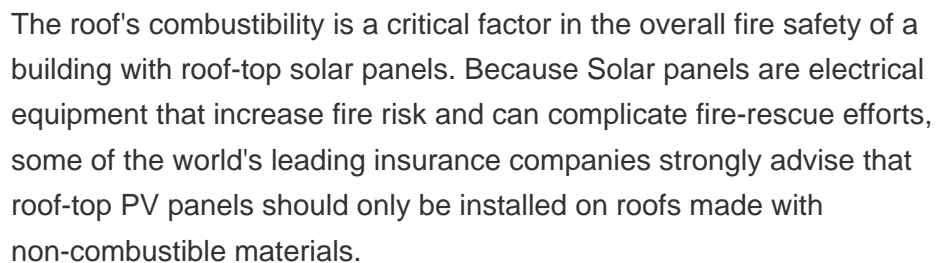 The roof's combustibility is a critical factor in the overall fire safety of a
building with roof-top solar panels. Because Solar panels are electrical
equipment that increase fire risk and can complicate fire-rescue efforts,
some of the world's leading insurance companies strongly advise that
roof-top PV panels should only be installed on roofs made with
non-combustible materials.